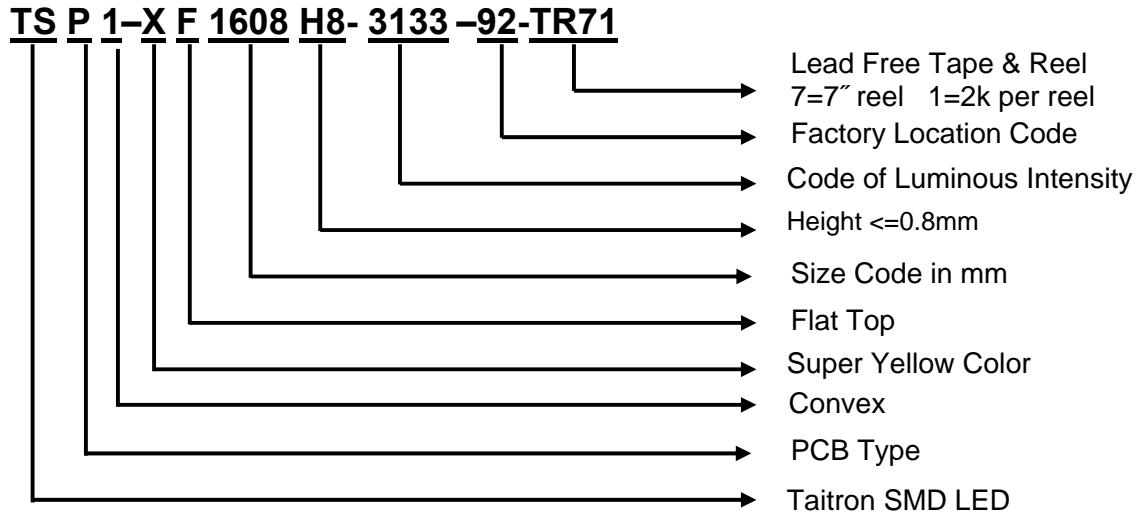 TS P 1–X F 1608 H8- 3133 –92-TR71
Lead Free Tape & Reel
7=7˝ reel 1=2k per reel
Factory Location Code
Code of Luminous Intensity
Height <=0.8mm
Size Code in mm
Flat Top
Super Yellow Color
Convex
PCB Type
Taitron SMD LED